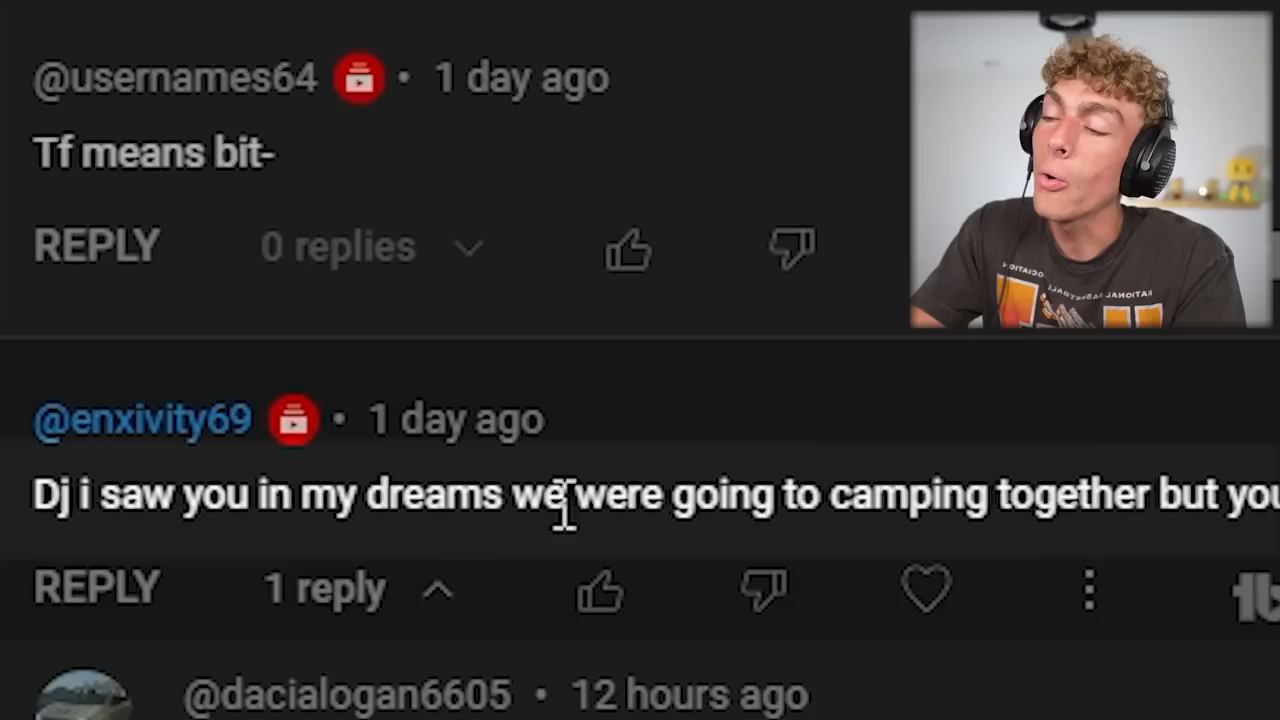 @usernames64 • 1 day ago
Tf means bit-
REPLY 0 replies
@enxivity69 • 1 day ago
Dj i saw you in my dreams we were going to camping together but you
REPLY 1 reply
@dacialogan6605 • 12 hours ago